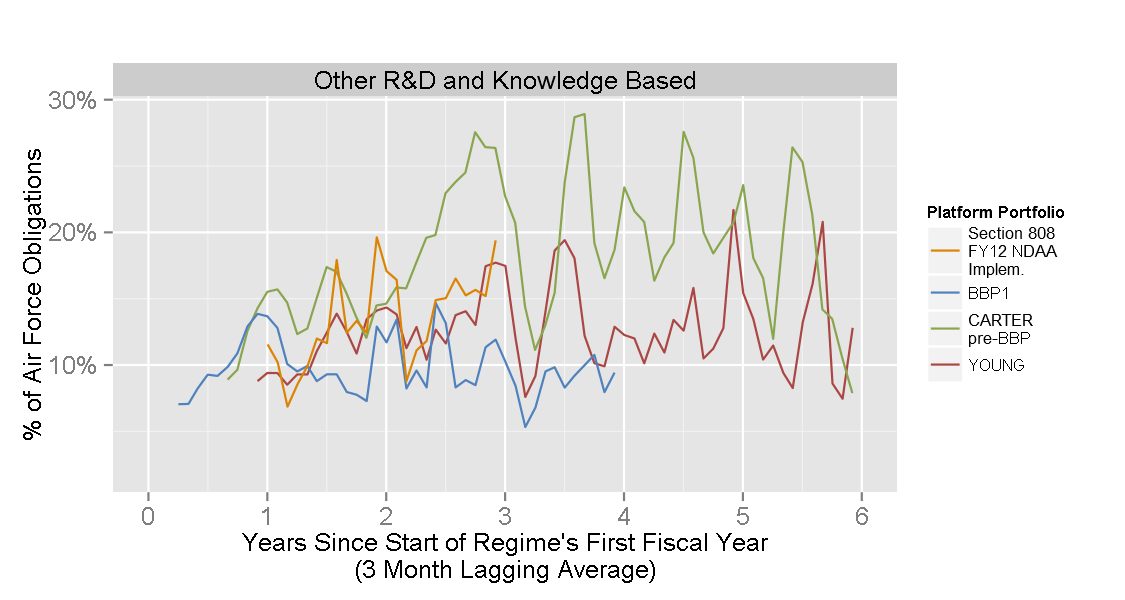 Other R&D and Knowledge Based
30%
20%
10%
% of Air Force Obligations
0 1 2 3 4 5 6
Years Since Start of Regime's First Fiscal Year
(3 Month Lagging Average)
Platform Portfolio
Section 808
FY12 NDAA
Implem.
BBP1
CARTER
pre-BBP
YOUNG